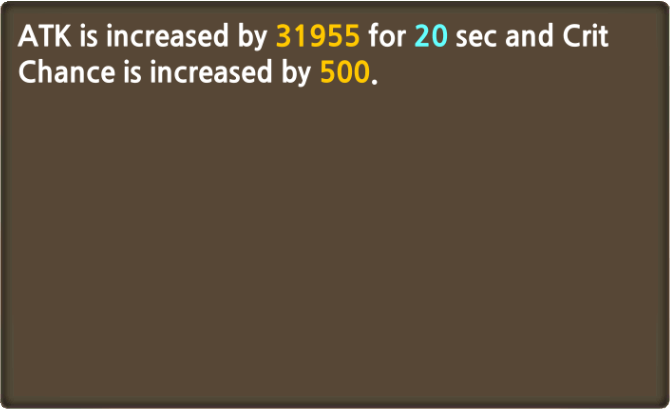 ATK is increased by 31955 for 20 sec and Crit
Chance is increased by 500.